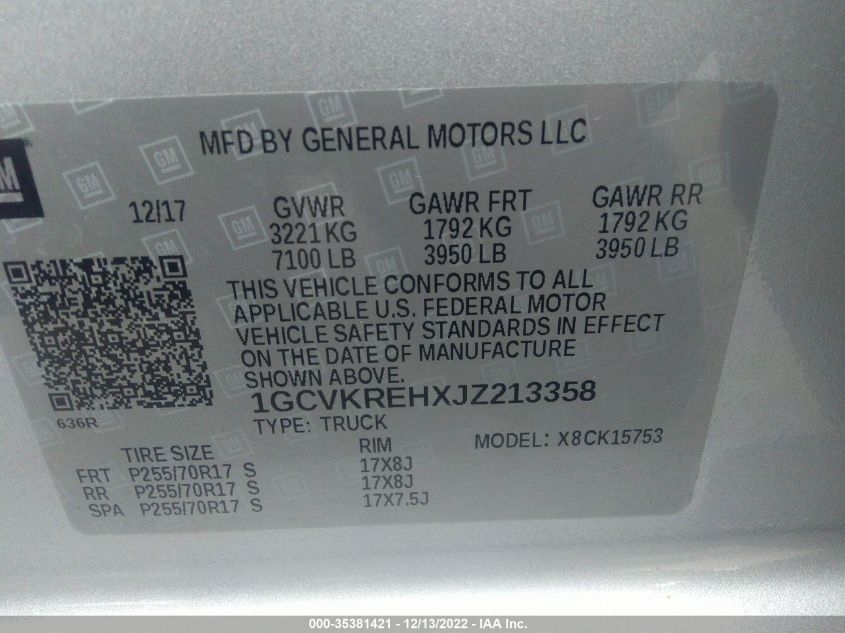 GM
MFD BY GENERAL MOTORS LLC
12/17
GVWR GAWR FRT GAWR RR
3221 KG 1792 KG 1792 KG
7100 LB 3950 LB 3950 LB
THIS VEHICLE CONFORMS TO ALL
APPLICABLE U.S. FEDERAL MOTOR
VEHICLE SAFETY STANDARDS IN EFFECT
ON THE DATE OF MANUFACTURE
SHOWN ABOVE.
1GCVKREHXJZ213358
636R
TYPE: TRUCK
MODEL: X8CK15753
TIRE SIZE RIM
FRT P255/70R17 S 17X8J
RR P255/70R17 S 17X8J
SPA P255/70R17 S 17X7.5J
000-35381421 - 12/13/2022 - IAA Inc.